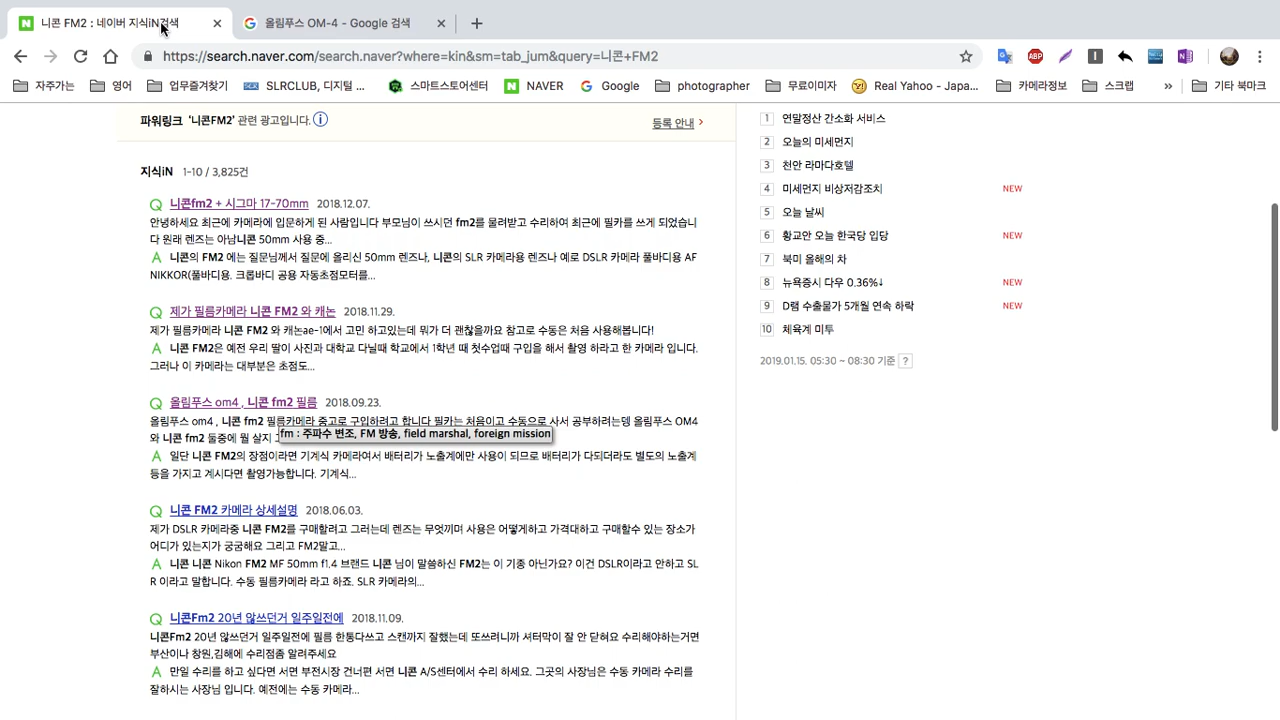 니콘 FM2 : 네이버 지식iN검색
올림푸스 OM-4 - Google 검색
https://search.naver.com/search.naver?where=kin&sm=tab_jum&query=니콘+FM2
자주가는 영어 업무즐겨찾기 SLRCLUB, 디지털 ... 스마트스토어센터 NAVER Google photographer 무료이미지 Real Yahoo - Japa... 카메라정보 스크랩 » 기타 북마크
파워링크 '니콘FM2' 관련 광고입니다.
등록 안내
지식iN 1-10 / 3,825건
Q 니콘fm2 + 시그마 17-70mm 2018.12.07.
안녕하세요 최근에 카메라에 입문하게 된 사람입니다 부모님이 쓰시던 fm2를 물려받고 수리하여 최근에 필카를 쓰게 되었습니
다 원래 렌즈는 아남니콘 50mm 사용 중...
A 니콘의 FM2 에는 질문님께서 질문에 올리신 50mm 렌즈나, 니콘의 SLR 카메라용 렌즈나 예로 DSLR 카메라 풀바디용 AF
NIKKOR(풀바디용. 크롭바디 공용 자동초점모터를...
Q 제가 필름카메라 니콘 FM2 와 캐논 2018.11.29.
제가 필름카메라 니콘 FM2 와 캐논ae-1에서 고민 하고있는데 뭐가 더 괜찮을까요 참고로 수동은 처음 사용해봅니다!
A 니콘 FM2은 예전 우리 딸이 사진과 대학교 다닐때 학교에서 1학년 때 첫수업때 구입을 해서 촬영 하라고 한 카메라 입니다.
그러나 이 카메라는 대부분은 초점도...
Q 올림푸스 om4 , 니콘 fm2 필름 2018.09.23.
올림푸스 om4 , 니콘 fm2 필름카메라 중고로 구입하려고 합니다 필카는 처음이고 수동으로 사서 공부하려는뎅 올림푸스 OM4
와 니콘 fm2 둘중에 뭘 살지
fm : 주파수 변조, FM 방송, field marshal, foreign mission
A 일단 니콘 FM2의 장점이라면 기계식 카메라여서 배터리가 노출계에만 사용이 되므로 배터리가 다되더라도 별도의 노출계
등을 가지고 계시다면 촬영가능합니다. 기계식...
Q 니콘 FM2 카메라 상세설명 2018.06.03.
제가 DSLR 카메라중 니콘 FM2를 구매할려고 그러는데 렌즈는 무엇끼며 사용은 어떻게하고 가격대하고 구매할수 있는 장소가
어디가 있는지가 궁금해요 그리고 FM2말고...
A 니콘 니콘 Nikon FM2 MF 50mm f1.4 브랜드 니콘 님이 말씀하신 FM2는 이 기종 아닌가요? 이건 DSLR이라고 안하고 SL
R 이라고 말합니다. 수동 필름카메라 라고 하죠. SLR 카메라의...
Q 니콘Fm2 20년 않쓰던거 일주일전에 2018.11.09.
니콘Fm2 20년 않쓰던거 일주일전에 필름 한통다쓰고 스캔까지 잘했는데 또쓰려니까 셔터막이 잘 안 닫혀요 수리해야하는거면
부산이나 창원,김해에 수리점좀 알려주세요
A 만일 수리를 하고 싶다면 서면 부전시장 건너편 서면 니콘 A/S센터에서 수리 하세요. 그곳의 사장님은 수동 카메라 수리를
잘하시는 사장님 입니다. 예전에는 수동 카메라...
1 연말정산 간소화 서비스
2 오늘의 미세먼지
3 천안 라마다호텔
4 미세먼지 비상저감조치 NEW
5 오늘 날씨
6 황교안 오늘 한국당 입당 NEW
7 북미 올해의 차
8 뉴욕증시 다우 0.36%↓ NEW
9 D램 수출물가 5개월 연속 하락 NEW
10 체육계 미투
2019.01.15. 05:30 ~ 08:30 기준 ?